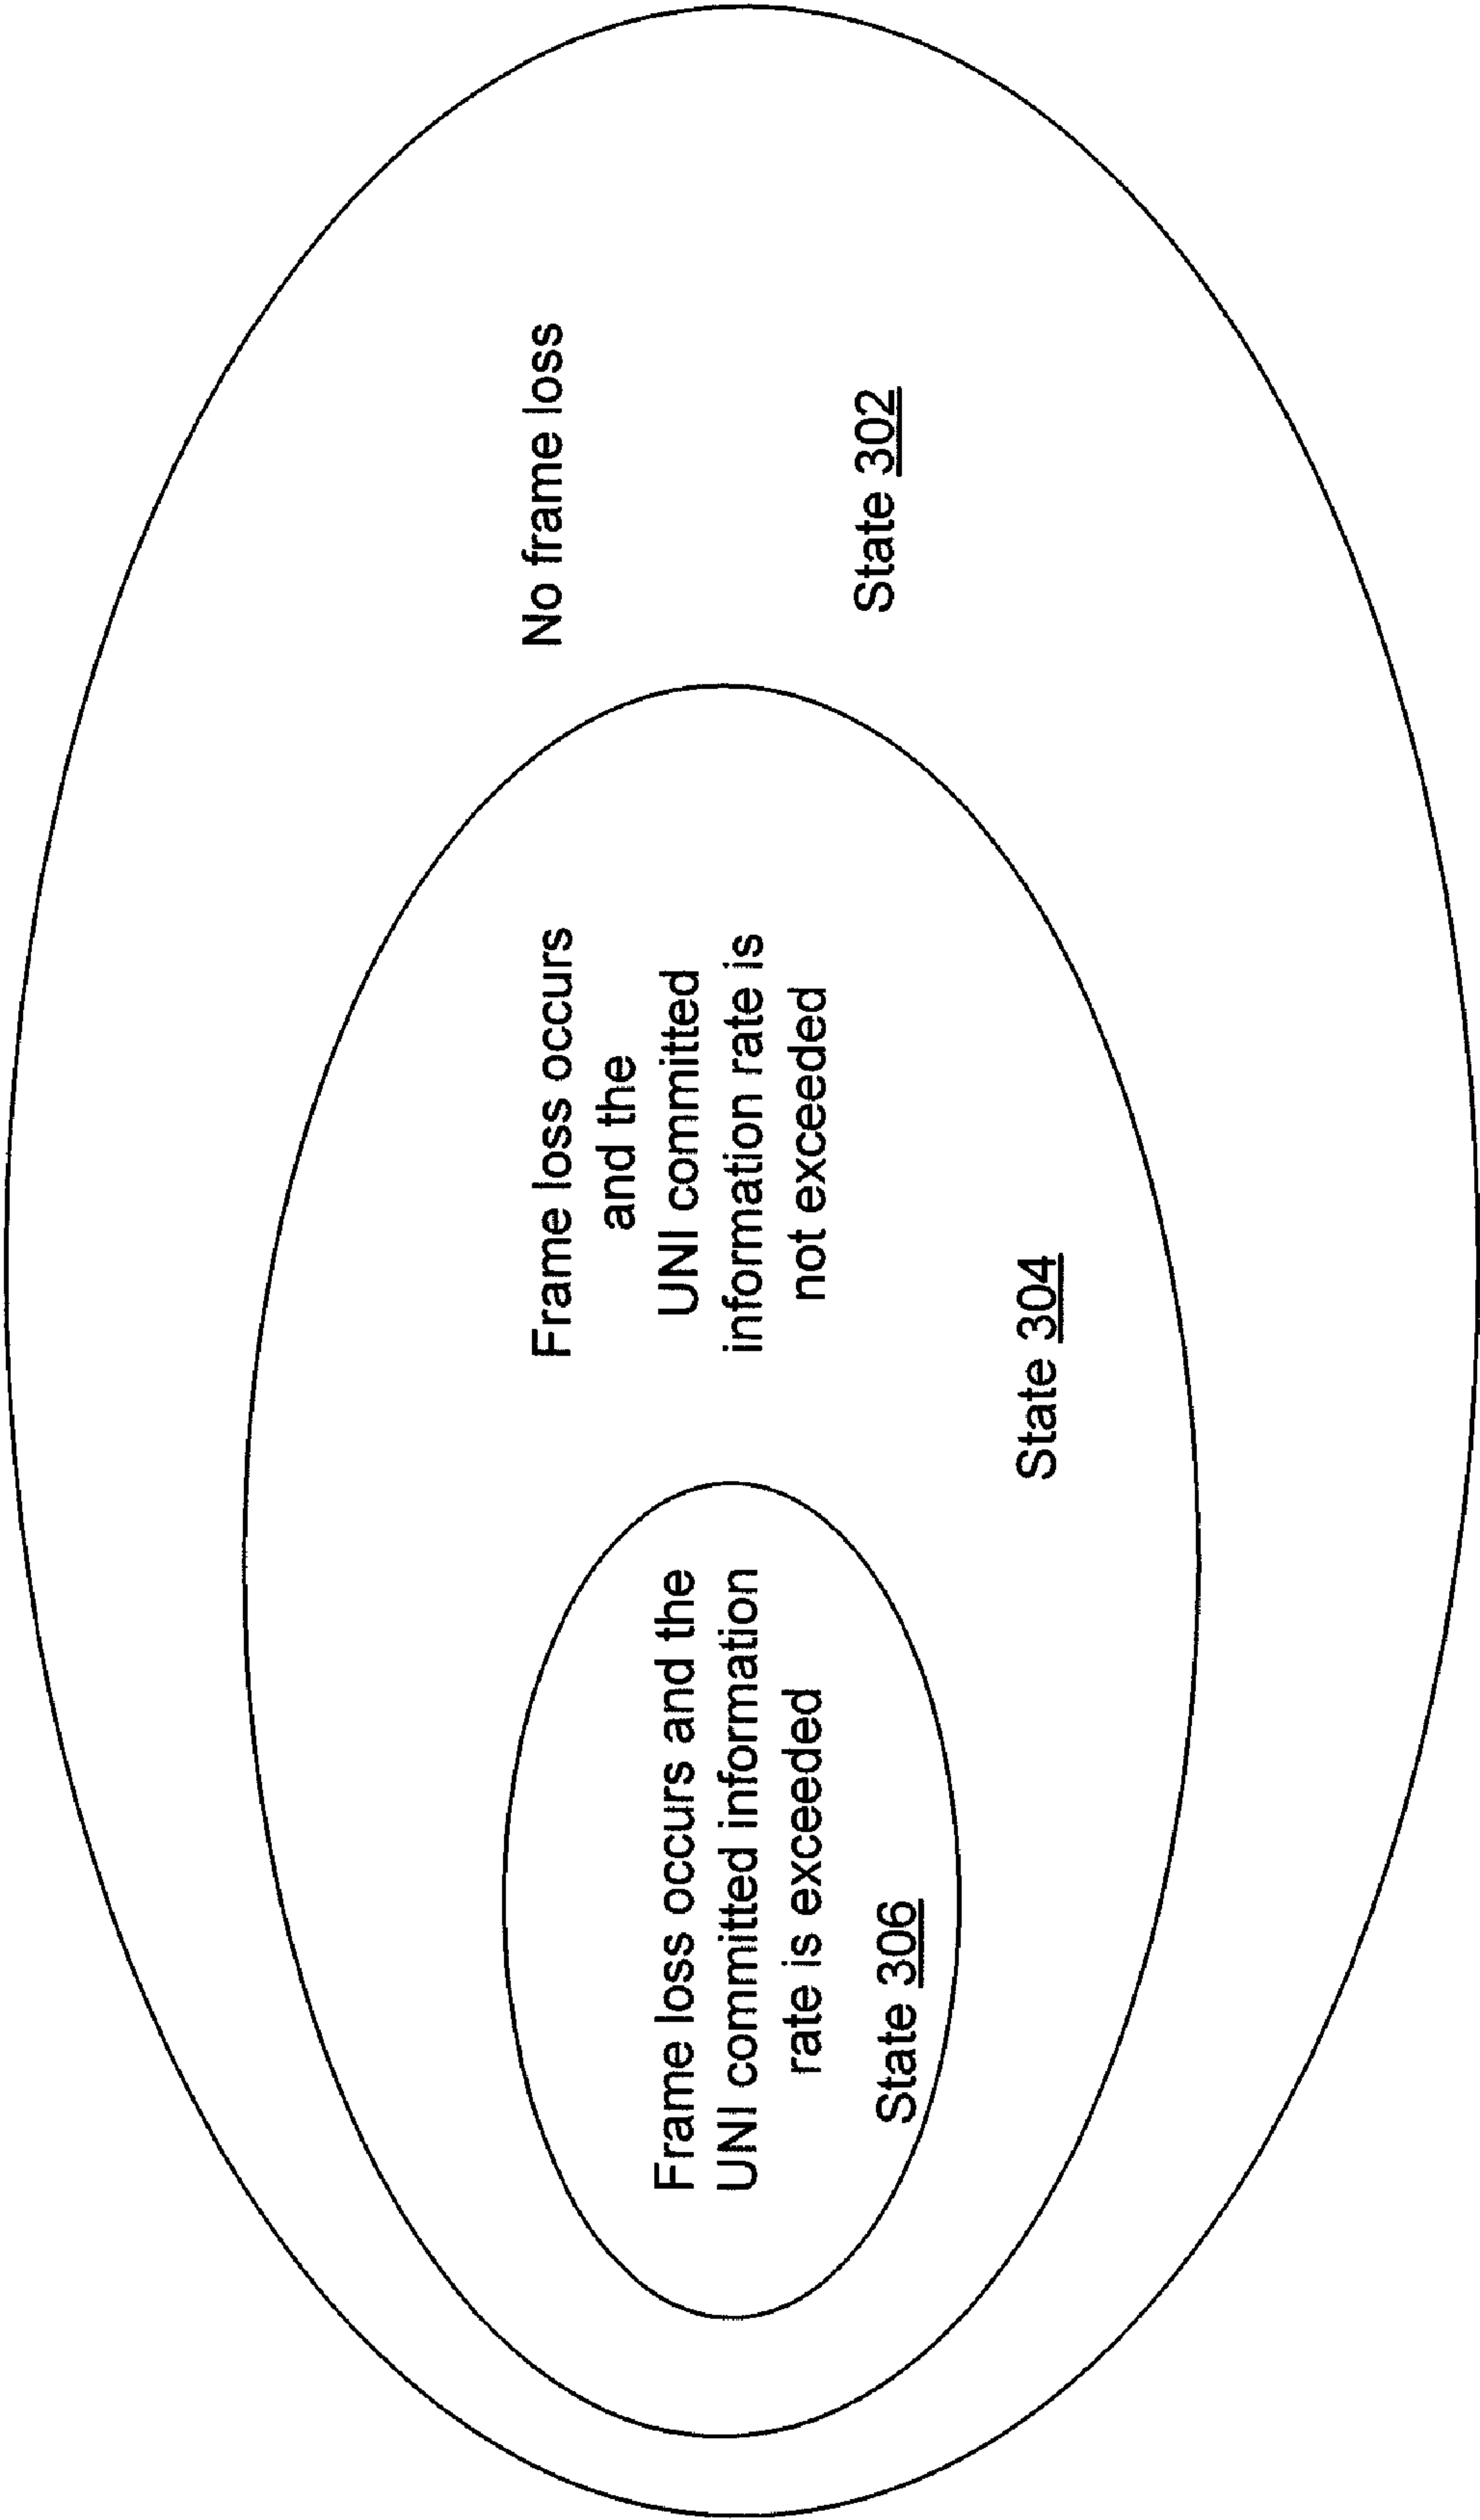 Frame loss occurs and the
UNI committed information
rate is exceeded
State 306
Frame loss occurs
and the
UNI committed
information rate is
not exceeded
State 304
No frame loss
State 302